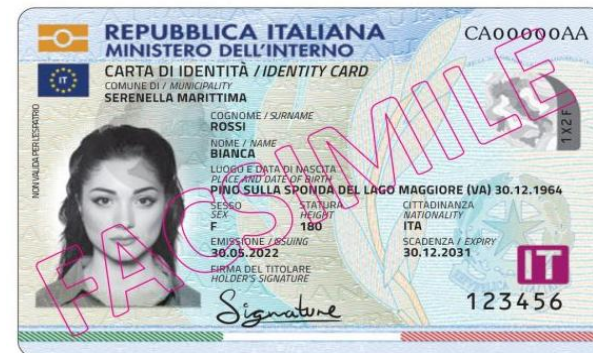 REPUBBLICA ITALIANA
MINISTERO DELL'INTERNO
CA00000AA
IT
CARTA DI IDENTITÀ / IDENTITY CARD
COMUNE DI / MUNICIPALITY
SERENELLA MARITTIMA
NON VALIDA PER L'ESPATRIO
COGNOME / SURNAME
ROSSI
NOME / NAME
BIANCA
LUOGO E DATA DI NASCITA
PLACE AND DATE OF BIRTH
PINO SULLA SPONDA DEL LAGO MAGGIORE (VA) 30.12.1964
SESSO STATURA CITTADINANZA
SEX HEIGHT NATIONALITY
F 180 ITA
EMISSIONE / ISSUING SCADENZA / EXPIRY
30.05.2022 30.12.2031
FIRMA DEL TITOLARE
HOLDER'S SIGNATURE
Signature
1X2F
IT
123456
FACSIMILE